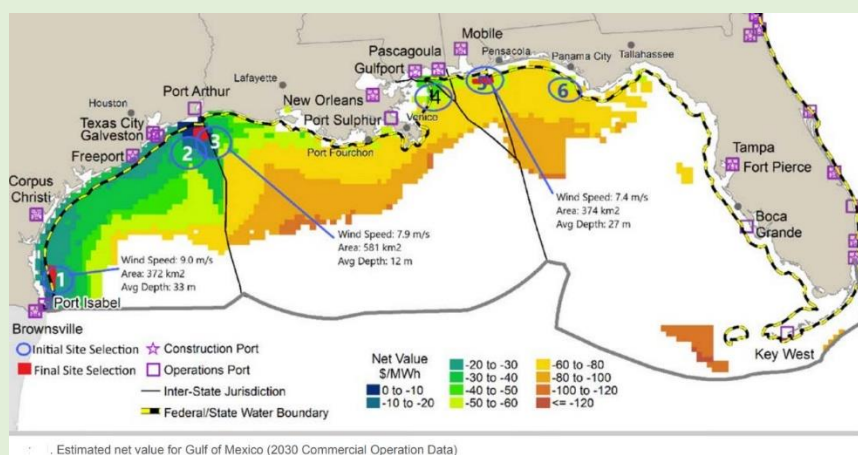 Mobile
Pascagoula
Pensacola
Panama City
Tallahassee
Gulfport
Port Arthur
Lafayette
Houston
New Orleans
Texas City
Galveston
Port Sulphur
Venice
Freeport
Port Fourchon
Tampa
Fort Pierce
Corpus
Christi
Boca
Grande
1
2
3
4
5
6
Wind Speed: 7.4 m/s
Area: 374 km2
Avg Depth: 27 m
Wind Speed: 7.9 m/s
Area: 581 km2
Avg Depth: 12 m
Wind Speed: 9.0 m/s
Area: 372 km2
Avg Depth: 33 m
Port Isabel
Brownsville
Key West
Initial Site Selection
Construction Port
Final Site Selection
Operations Port
Inter-State Jurisdiction
Federal/State Water Boundary
Net Value
$/MWh
0 to -10
-10 to -20
-20 to -30
-30 to -40
-40 to -50
-50 to -60
-60 to -80
-80 to -100
-100 to -120
<= -120
. Estimated net value for Gulf of Mexico (2030 Commercial Operation Data)